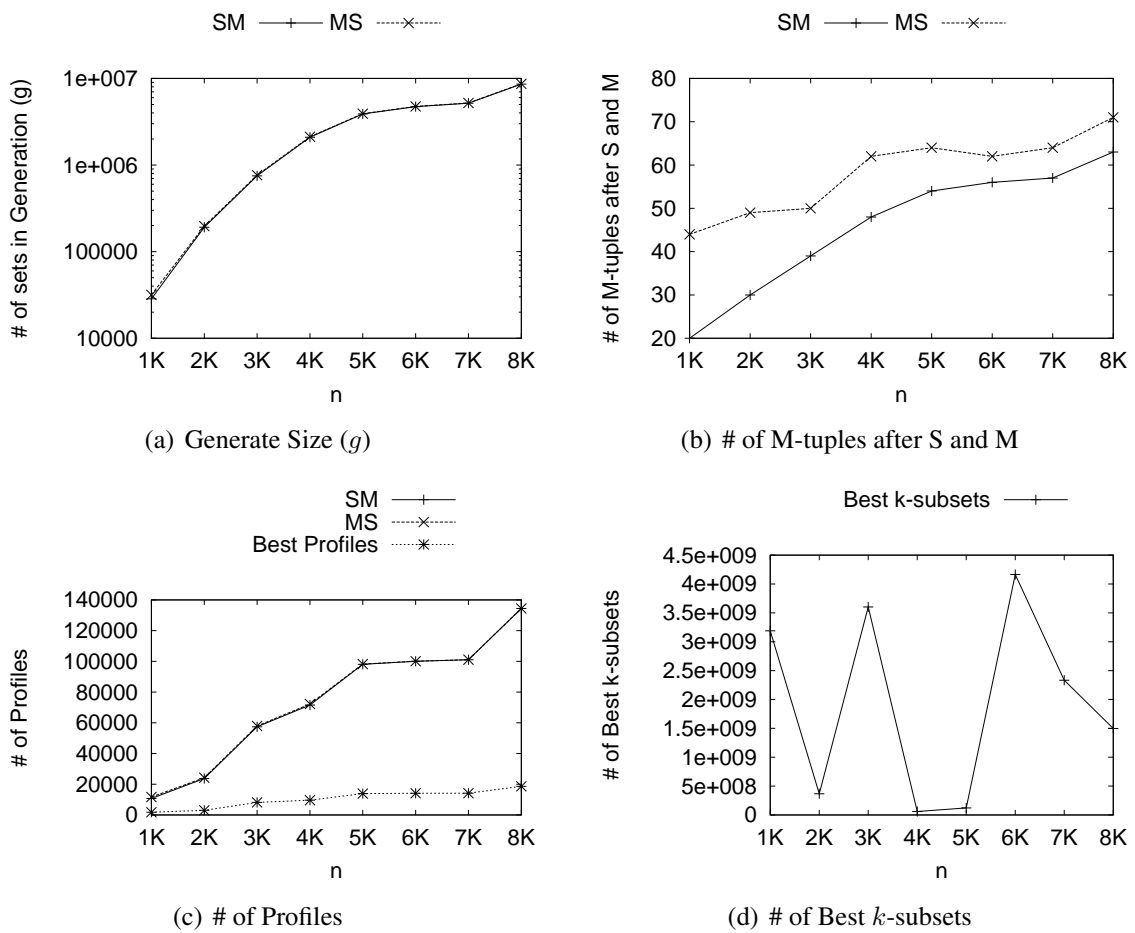 SM MS
# of sets in Generation (g)
1e+007
1e+006
100000
10000
1K 2K 3K 4K 5K 6K 7K 8K
n
(a) Generate Size (g)
SM MS
# of M-tuples after S and M
80
70
60
50
40
30
20
1K 2K 3K 4K 5K 6K 7K 8K
n
(b) # of M-tuples after S and M
SM
MS
Best Profiles
# of Profiles
140000
120000
100000
80000
60000
40000
20000
0
1K 2K 3K 4K 5K 6K 7K 8K
n
(c) # of Profiles
Best k-subsets
# of Best k-subsets
4.5e+009
4e+009
3.5e+009
3e+009
2.5e+009
2e+009
1.5e+009
1e+009
5e+008
0
1K 2K 3K 4K 5K 6K 7K 8K
n
(d) # of Best k-subsets